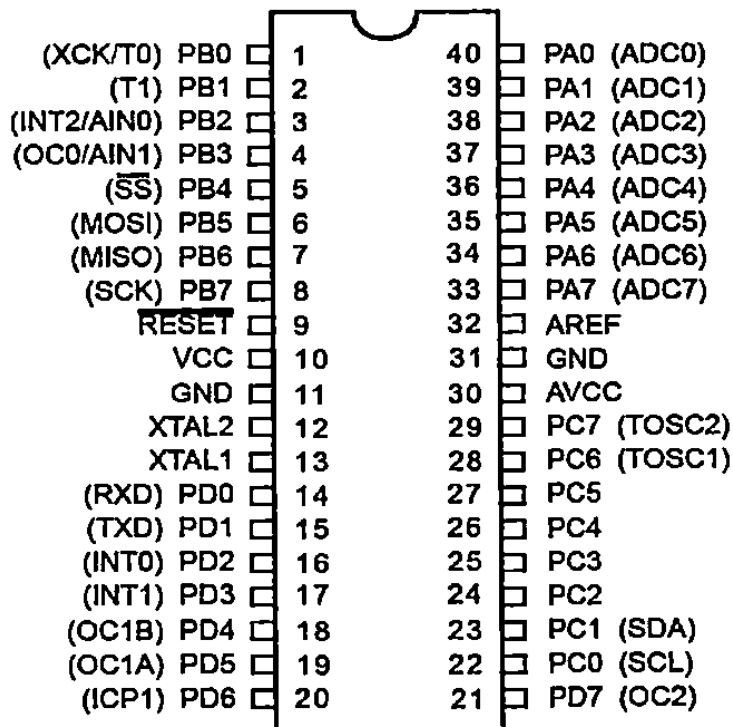 (XCK/T0) PB0 1 40 PA0 (ADC0)
(T1) PB1 2 39 PA1 (ADC1)
(INT2/AIN0) PB2 3 38 PA2 (ADC2)
(OC0/AIN1) PB3 4 37 PA3 (ADC3)
(SS) PB4 5 36 PA4 (ADC4)
(MOSI) PB5 6 35 PA5 (ADC5)
(MISO) PB6 7 34 PA6 (ADC6)
(SCK) PB7 8 33 PA7 (ADC7)
RESET 9 32 AREF
VCC 10 31 GND
GND 11 30 AVCC
XTAL2 12 29 PC7 (TOSC2)
XTAL1 13 28 PC6 (TOSC1)
(RXD) PD0 14 27 PC5
(TXD) PD1 15 26 PC4
(INT0) PD2 16 25 PC3
(INT1) PD3 17 24 PC2
(OC1B) PD4 18 23 PC1 (SDA)
(OC1A) PD5 19 22 PC0 (SCL)
(ICP1) PD6 20 21 PD7 (OC2)